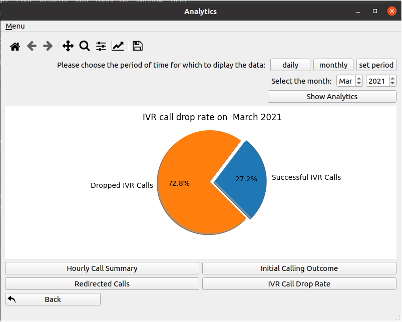 Analytics
Menu
Please choose the period of time for which to diplay the data: daily monthly set period
Select the month: Mar 2021
Show Analytics
IVR call drop rate on March 2021
Dropped IVR Calls 72.8% 27.2% Successful IVR Calls
Hourly Call Summary Initial Calling Outcome
Redirected Calls IVR Call Drop Rate
Back